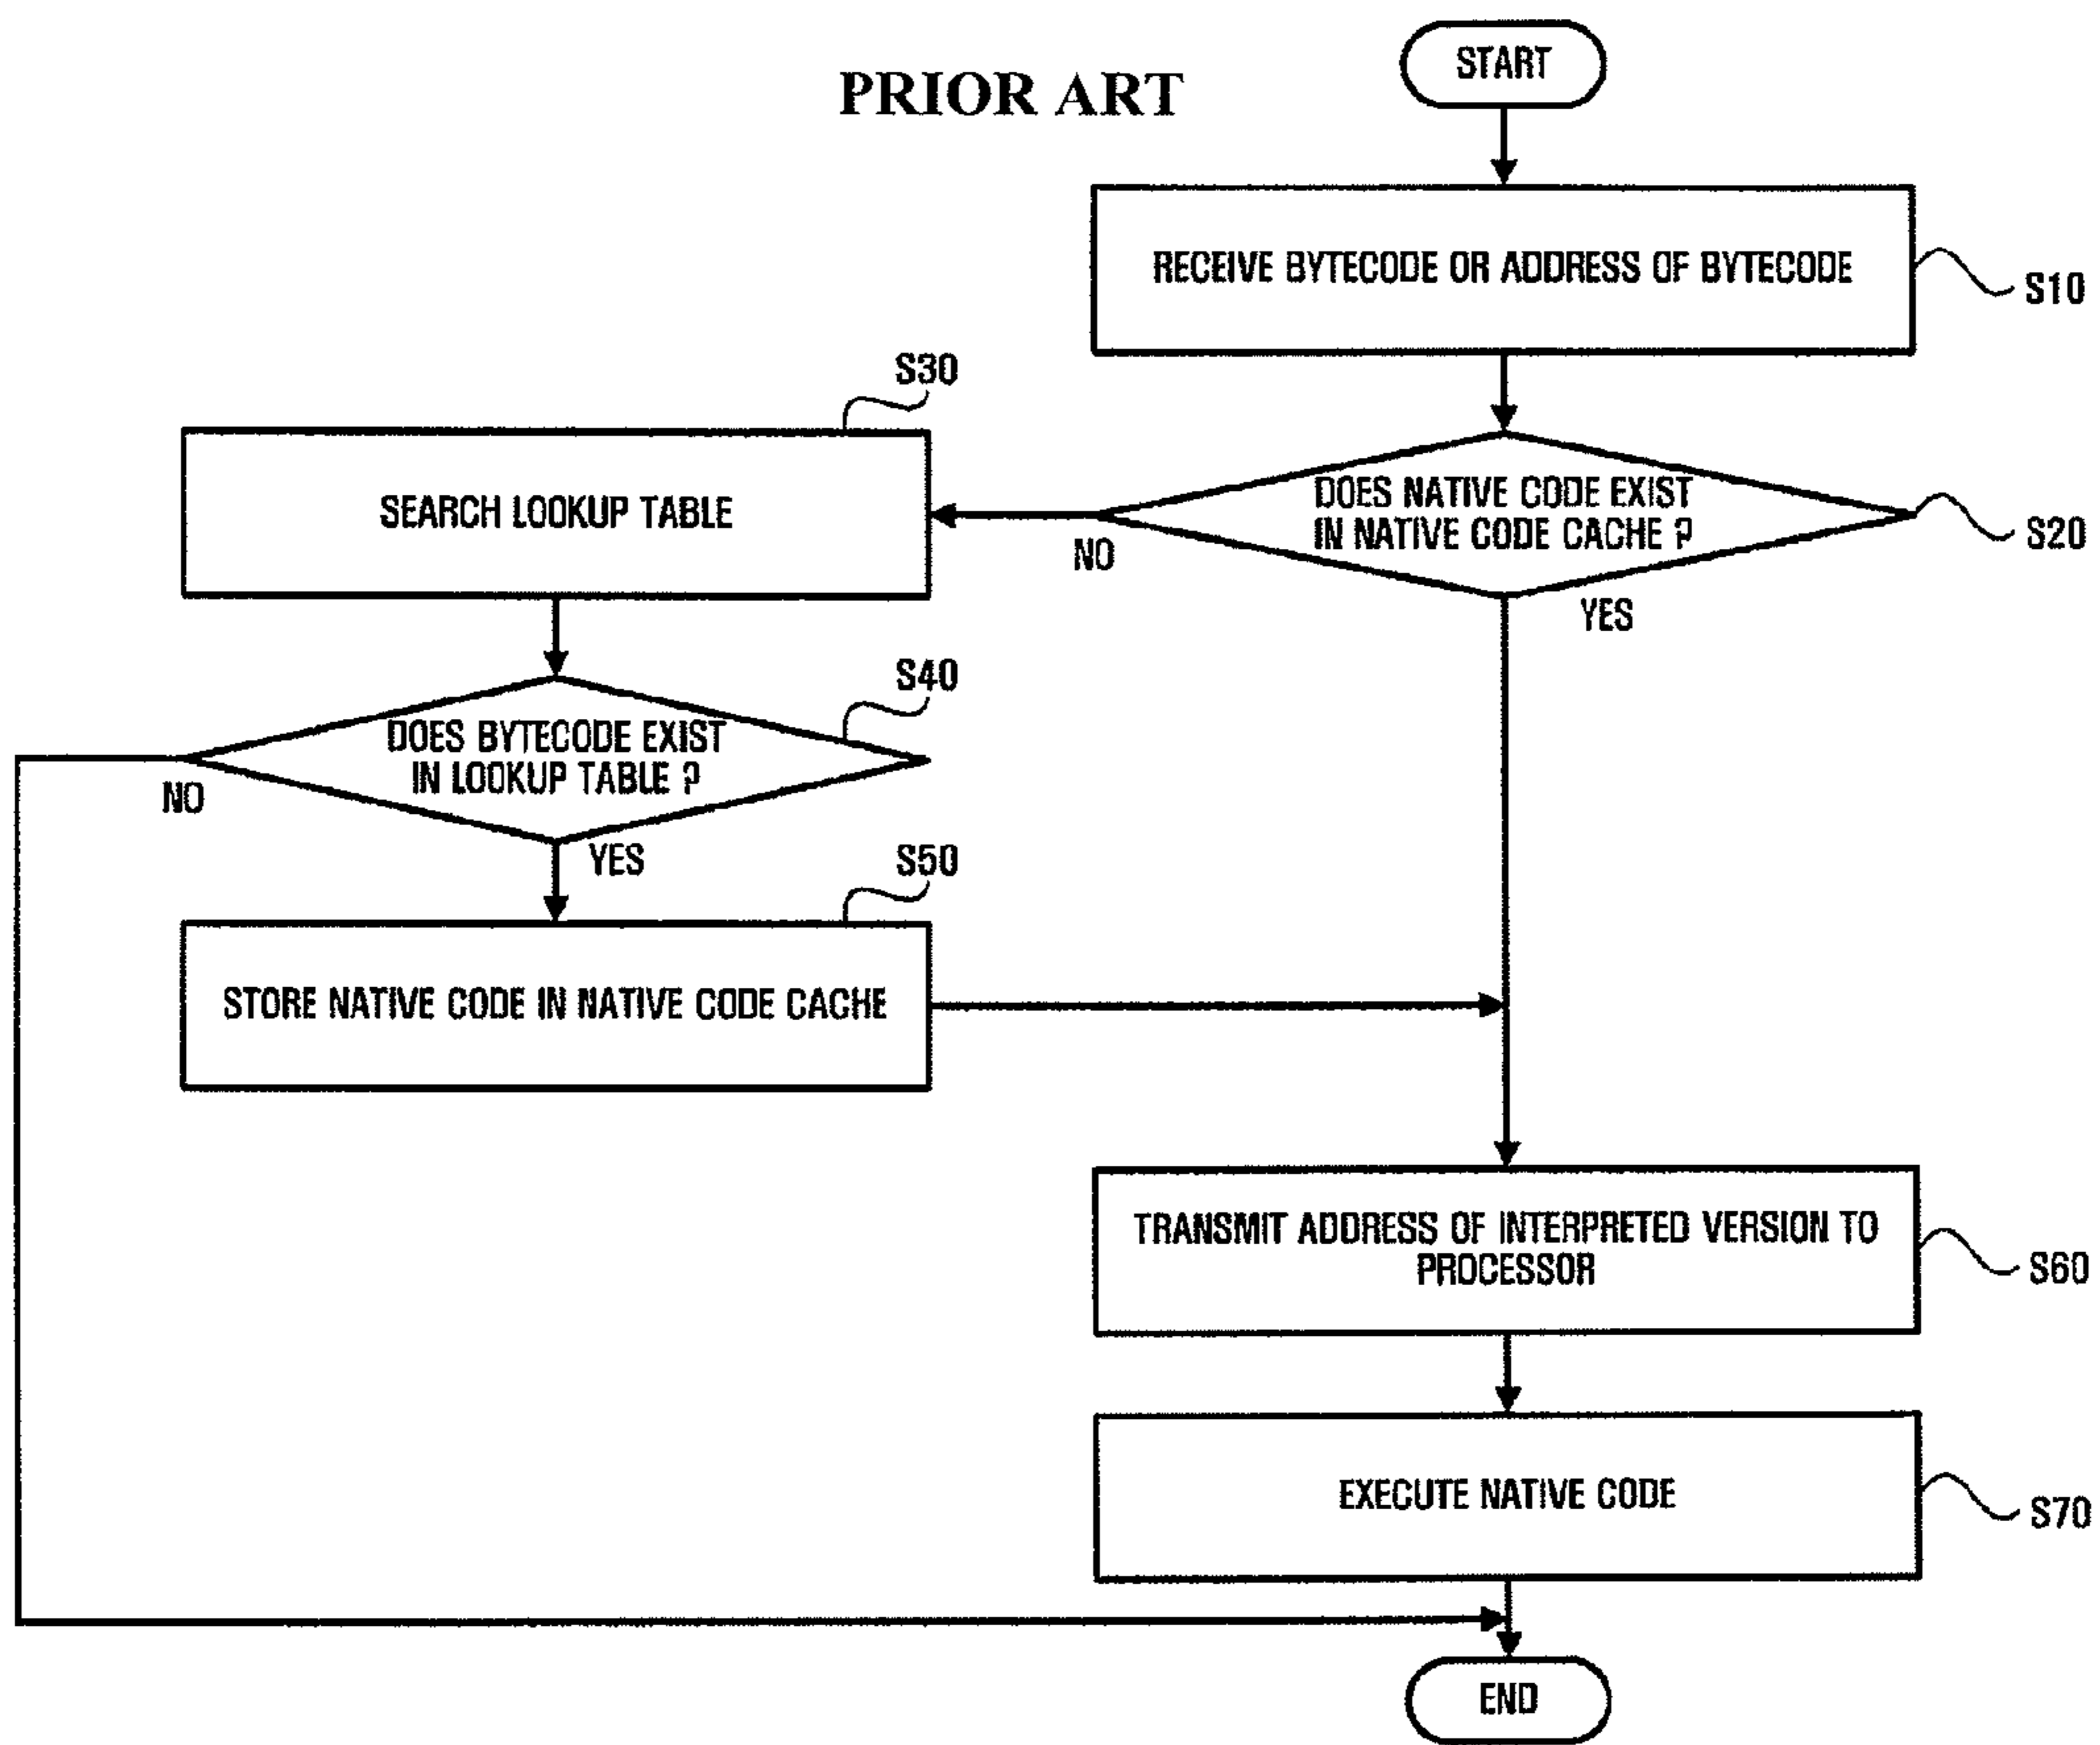 PRIOR ART
START
RECEIVE BYTECODE OR ADDRESS OF BYTECODE
S10
DOES NATIVE CODE EXIST
IN NATIVE CODE CACHE ?
S20
NO
YES
S30
SEARCH LOOKUP TABLE
S40
DOES BYTECODE EXIST
IN LOOKUP TABLE ?
NO
YES
S50
STORE NATIVE CODE IN NATIVE CODE CACHE
TRANSMIT ADDRESS OF INTERPRETED VERSION TO
PROCESSOR
S60
EXECUTE NATIVE CODE
S70
END